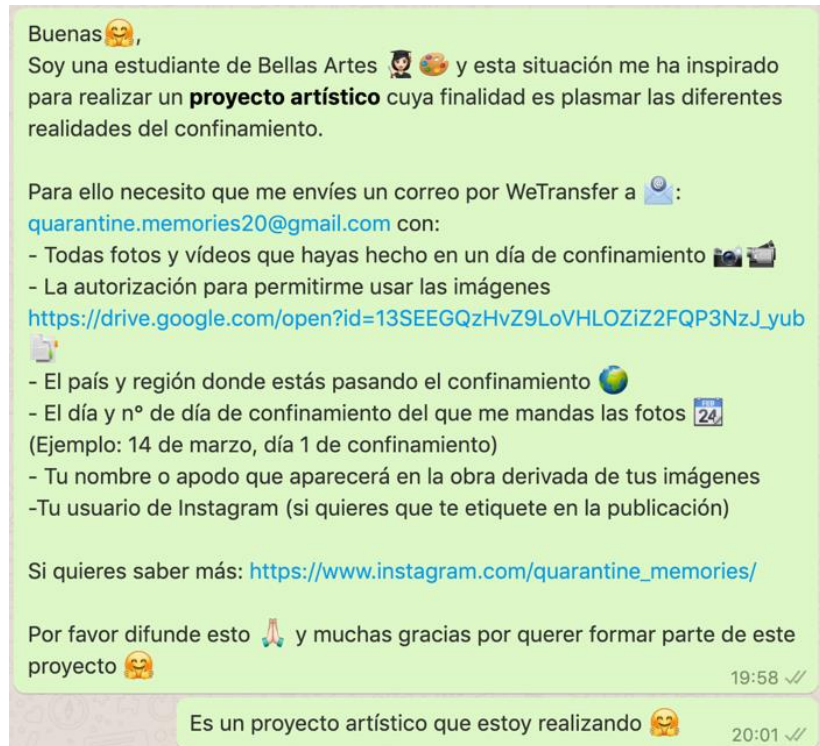 Buenas🤗,
Soy una estudiante de Bellas Artes 👩🏻‍🎓🎨 y esta situación me ha inspirado
para realizar un proyecto artístico cuya finalidad es plasmar las diferentes
realidades del confinamiento.
Para ello necesito que me envíes un correo por WeTransfer a 📧:
quarantine.memories20@gmail.com con:
- Todas fotos y vídeos que hayas hecho en un día de confinamiento 📷📹
- La autorización para permitirme usar las imágenes
https://drive.google.com/open?id=13SEEGQzHvZ9LoVHLOZiZ2FQP3NzJ_yub
📑
- El país y región donde estás pasando el confinamiento 🌍
- El día y nº de día de confinamiento del que me mandas las fotos 📆
(Ejemplo: 14 de marzo, día 1 de confinamiento)
- Tu nombre o apodo que aparecerá en la obra derivada de tus imágenes
-Tu usuario de Instagram (si quieres que te etiquete en la publicación)
Si quieres saber más: https://www.instagram.com/quarantine_memories/
Por favor difunde esto 🙏🏻 y muchas gracias por querer formar parte de este
proyecto 🤗
19:58
Es un proyecto artístico que estoy realizando 🤗
20:01